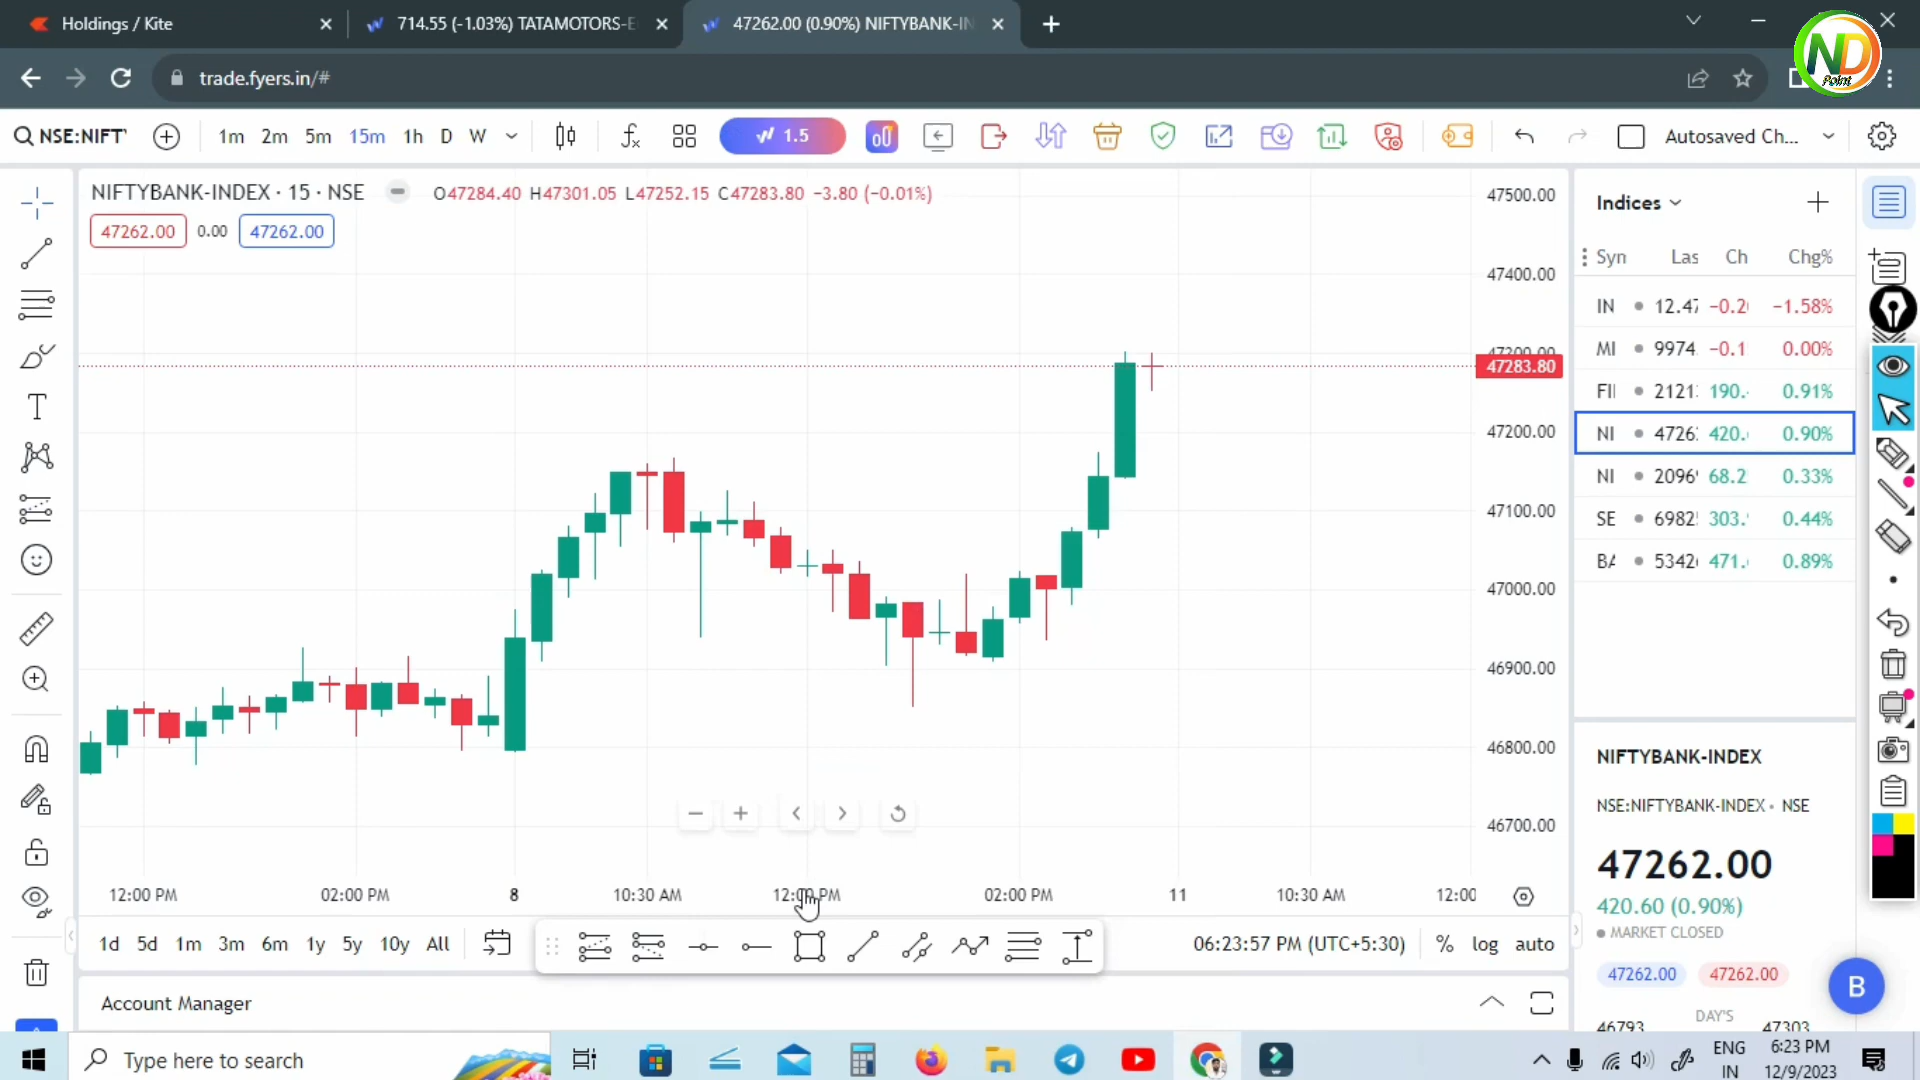 Holdings / Kite
714.55 (-1.03%) TATAMOTORS-E
47262.00 (0.90%) NIFTYBANK-IN
ND
Point
trade.fyers.in/#
NSE:NIFT
1m 2m 5m 15m 1h D W
1.5
Autosaved Ch...
NIFTYBANK-INDEX · 15 · NSE
O47284.40 H47301.05 L47252.15 C47283.80 −3.80 (−0.01%)
47262.00 0.00 47262.00
47500.00
47400.00
47300.00
47283.80
47200.00
47100.00
47000.00
46900.00
46800.00
46700.00
12:00 PM 02:00 PM 8 10:30 AM 12:00 PM 02:00 PM 11 10:30 AM 12:00
1d 5d 1m 3m 6m 1y 5y 10y All
06:23:57 PM (UTC+5:30) % log auto
Account Manager
Indices
Syn Las Ch Chg%
IN 12.47 −0.2 −1.58%
MI 9974 −0.1 0.00%
FII 2121 190. 0.91%
NI 4726 420. 0.90%
NI 2096 68.2 0.33%
SE 6982 303. 0.44%
BA 5342 471. 0.89%
NIFTYBANK-INDEX
NSE:NIFTYBANK-INDEX • NSE
47262.00
420.60 (0.90%)
MARKET CLOSED
47262.00 47262.00
B
DAY'S
46793 47303
Type here to search
ENG
IN
6:23 PM
12/9/2023